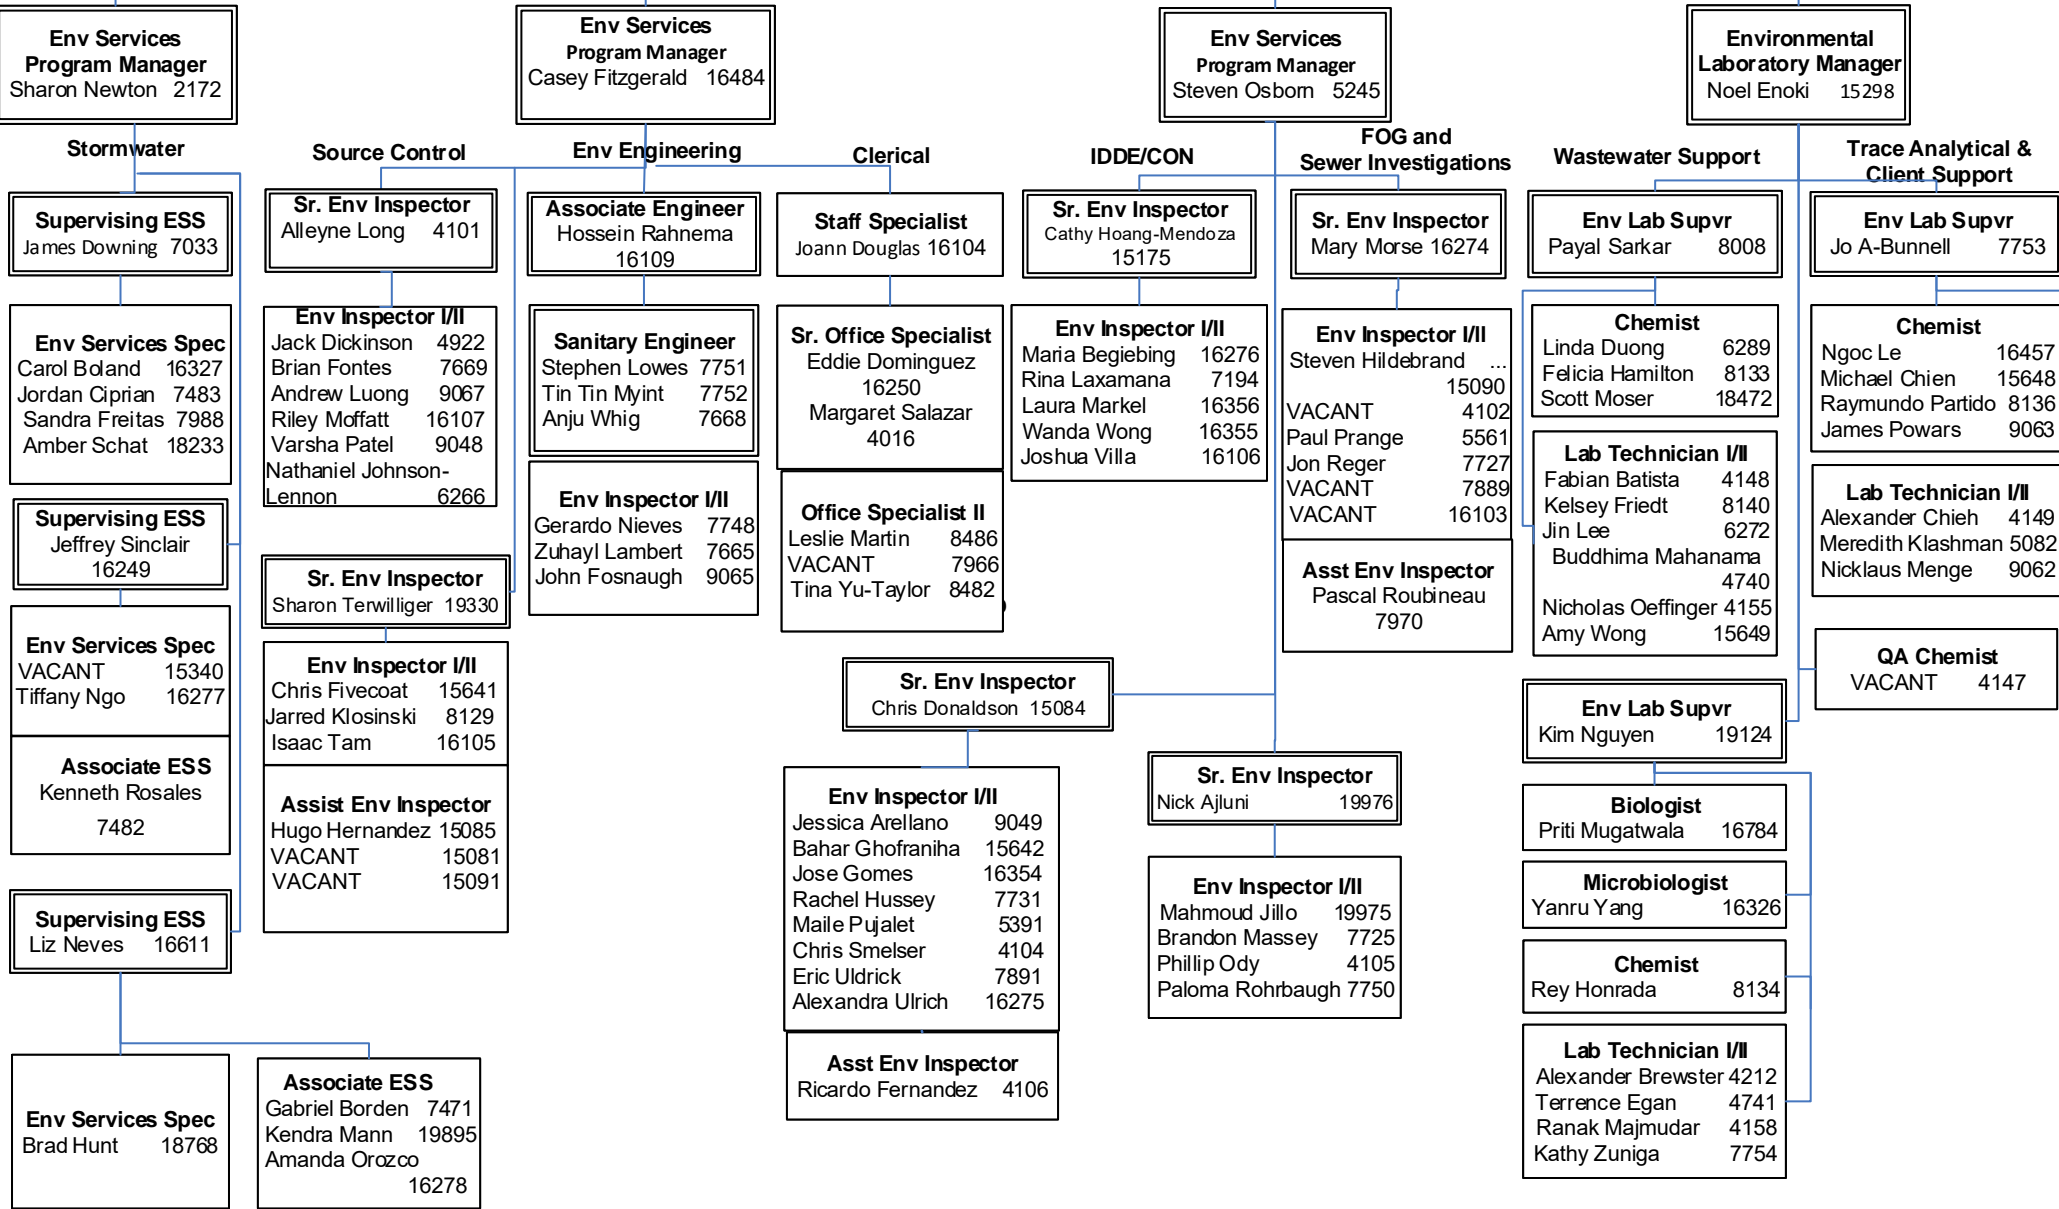 Env Services
Program Manager
Sharon Newton 2172
Stormwater
Supervising ESS
James Downing 7033
Env Services Spec
Carol Boland 16327
Jordan Ciprian 7483
Sandra Freitas 7988
Amber Schat 18233
Supervising ESS
Jeffrey Sinclair
16249
Env Services Spec
VACANT 15340
Tiffany Ngo 16277
Associate ESS
Kenneth Rosales
7482
Supervising ESS
Liz Neves 16611
Env Services Spec
Brad Hunt 18768
Associate ESS
Gabriel Borden 7471
Kendra Mann 19895
Amanda Orozco
16278
Env Services
Program Manager
Casey Fitzgerald 16484
Source Control
Sr. Env Inspector
Alleyne Long 4101
Env Inspector I/II
Jack Dickinson 4922
Brian Fontes 7669
Andrew Luong 9067
Riley Moffatt 16107
Varsha Patel 9048
Nathaniel Johnson-
Lennon 6266
Sr. Env Inspector
Sharon Terwilliger 19330
Env Inspector I/II
Chris Fivecoat 15641
Jarred Klosinski 8129
Isaac Tam 16105
Assist Env Inspector
Hugo Hernandez 15085
VACANT 15081
VACANT 15091
Env Engineering
Associate Engineer
Hossein Rahnema
16109
Sanitary Engineer
Stephen Lowes 7751
Tin Tin Myint 7752
Anju Whig 7668
Env Inspector I/II
Gerardo Nieves 7748
Zuhayl Lambert 7665
John Fosnaugh 9065
Clerical
Staff Specialist
Joann Douglas 16104
Sr. Office Specialist
Eddie Dominguez
16250
Margaret Salazar
4016
Office Specialist II
Leslie Martin 8486
VACANT 7966
Tina Yu-Taylor 8482
Env Services
Program Manager
Steven Osborn 5245
IDDE/CON
Sr. Env Inspector
Cathy Hoang-Mendoza
15175
Env Inspector I/II
Maria Begiebing 16276
Rina Laxamana 7194
Laura Markel 16356
Wanda Wong 16355
Joshua Villa 16106
FOG and
Sewer Investigations
Sr. Env Inspector
Mary Morse 16274
Env Inspector I/II
Steven Hildebrand ...
15090
VACANT 4102
Paul Prange 5561
Jon Reger 7727
VACANT 7889
VACANT 16103
Asst Env Inspector
Pascal Roubineau
7970
Sr. Env Inspector
Chris Donaldson 15084
Env Inspector I/II
Jessica Arellano 9049
Bahar Ghofraniha 15642
Jose Gomes 16354
Rachel Hussey 7731
Maile Pujalet 5391
Chris Smelser 4104
Eric Uldrick 7891
Alexandra Ulrich 16275
Asst Env Inspector
Ricardo Fernandez 4106
Sr. Env Inspector
Nick Ajluni 19976
Env Inspector I/II
Mahmoud Jillo 19975
Brandon Massey 7725
Phillip Ody 4105
Paloma Rohrbaugh 7750
Environmental
Laboratory Manager
Noel Enoki 15298
Wastewater Support
Env Lab Supvr
Payal Sarkar 8008
Chemist
Linda Duong 6289
Felicia Hamilton 8133
Scott Moser 18472
Lab Technician I/II
Fabian Batista 4148
Kelsey Friedt 8140
Jin Lee 6272
Buddhima Mahanama
4740
Nicholas Oeffinger 4155
Amy Wong 15649
Env Lab Supvr
Kim Nguyen 19124
Biologist
Priti Mugatwala 16784
Microbiologist
Yanru Yang 16326
Chemist
Rey Honrada 8134
Lab Technician I/II
Alexander Brewster 4212
Terrence Egan 4741
Ranak Majmudar 4158
Kathy Zuniga 7754
Trace Analytical &
Client Support
Env Lab Supvr
Jo A-Bunnell 7753
Chemist
Ngoc Le 16457
Michael Chien 15648
Raymundo Partido 8136
James Powars 9063
Lab Technician I/II
Alexander Chieh 4149
Meredith Klashman 5082
Nicklaus Menge 9062
QA Chemist
VACANT 4147